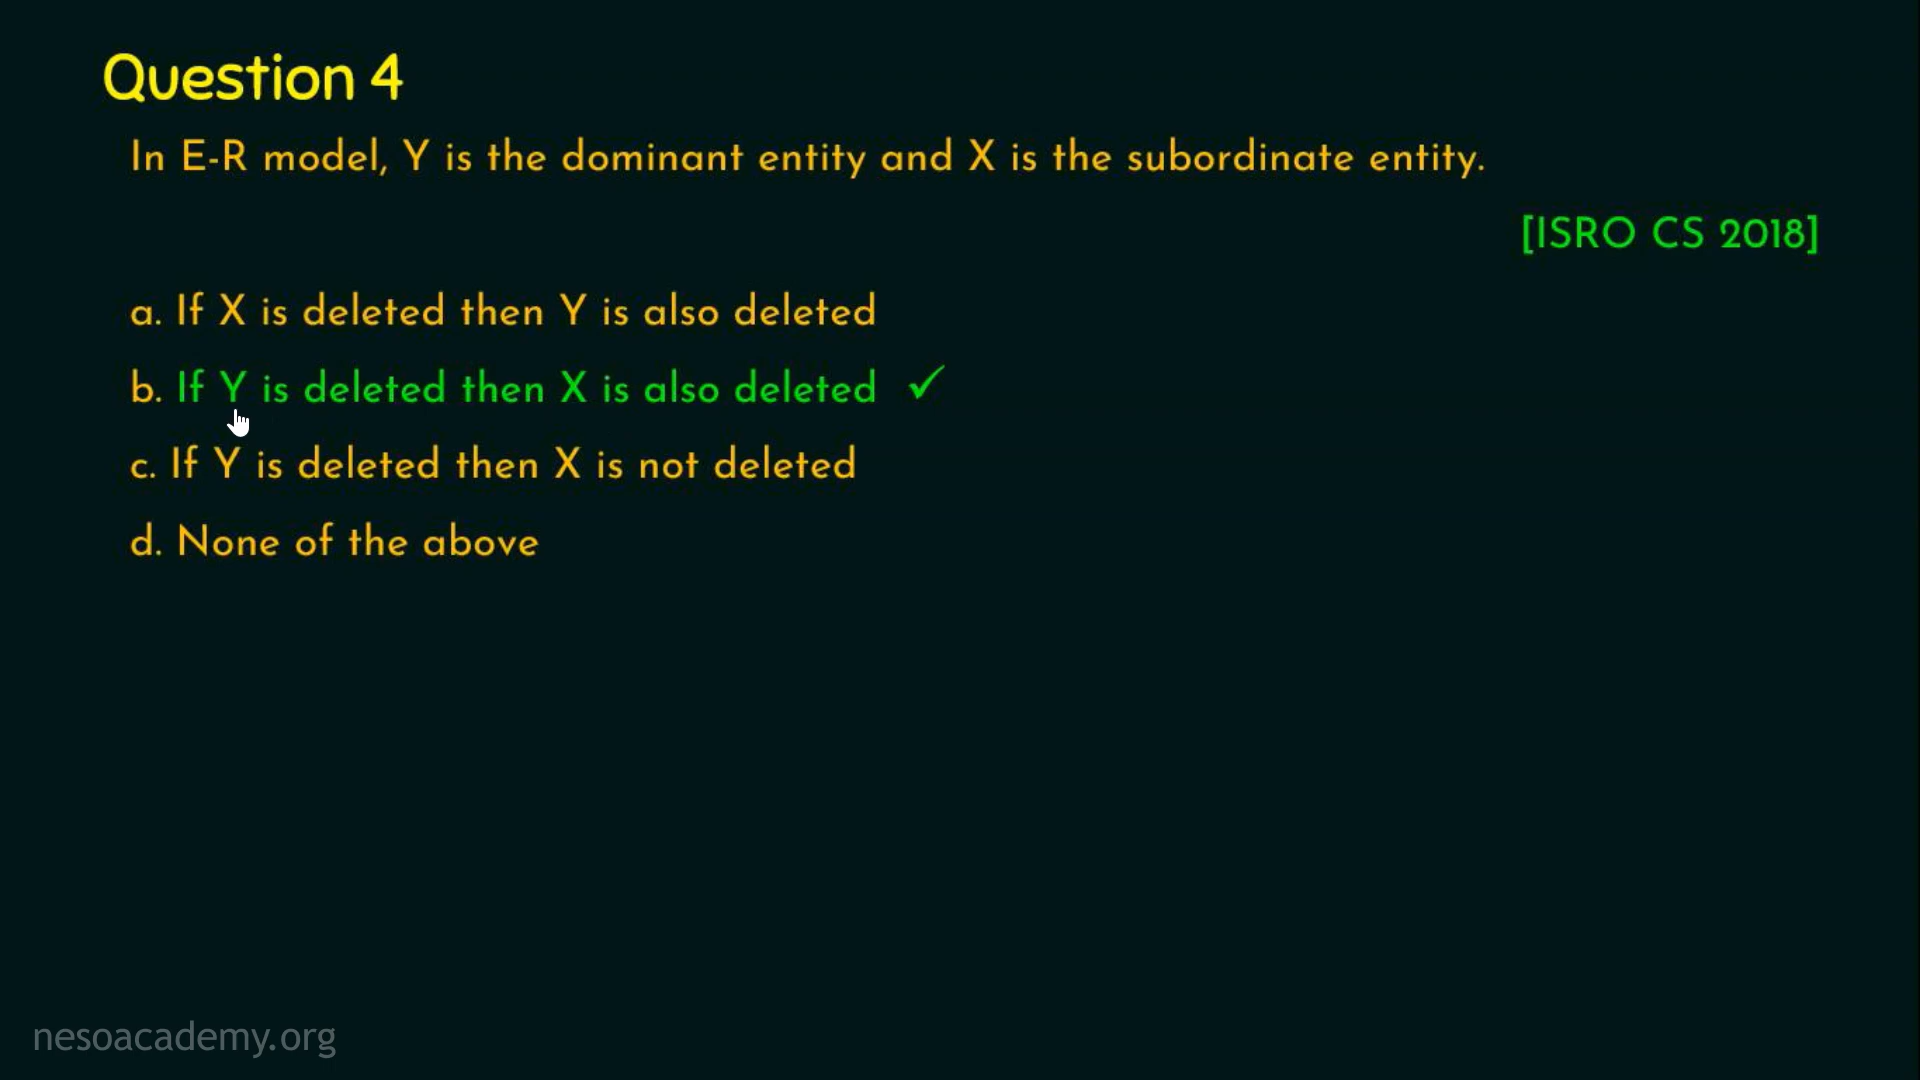 Question 4
In E-R model, Y is the dominant entity and X is the subordinate entity.
[ISRO CS 2018]
a. If X is deleted then Y is also deleted
b. If Y is deleted then X is also deleted ✓
c. If Y is deleted then X is not deleted
d. None of the above
nesoacademy.org